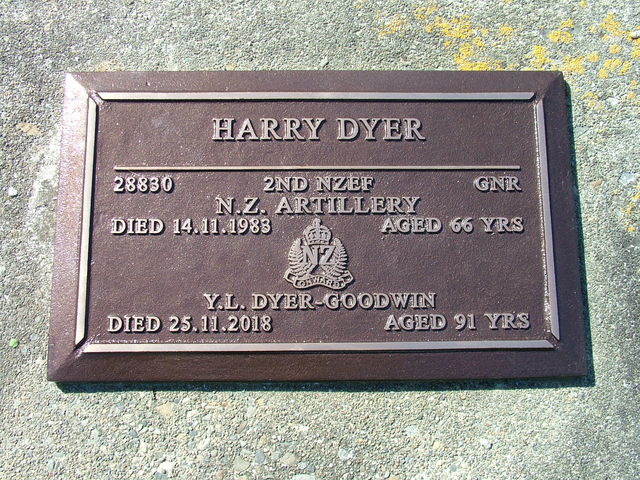 HARRY DYER
28830 2ND NZEF GNR
N.Z. ARTILLERY
DIED 14.11.1983 AGED 66 YRS
NZ
FORWARD
Y.L. DYER-GOODWIN
DIED 25.11.2018 AGED 91 YRS